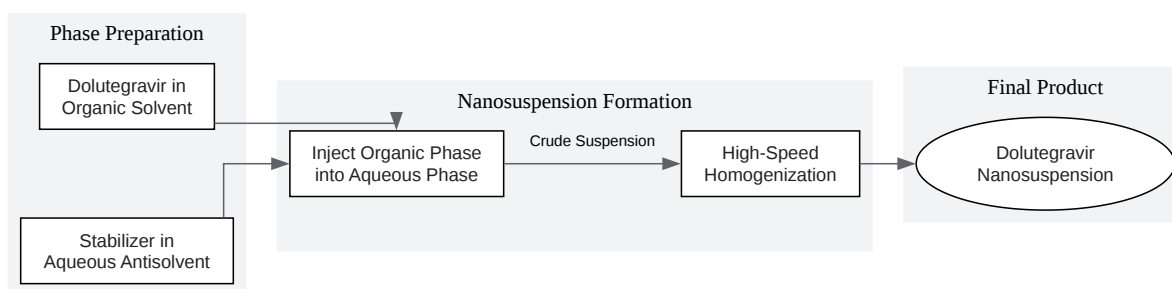 Phase Preparation
Dolutegravir in
Organic Solvent
Stabilizer in
Aqueous Antisolvent
Nanosuspension Formation
Inject Organic Phase
into Aqueous Phase
Crude Suspension
High-Speed
Homogenization
Final Product
Dolutegravir
Nanosuspension